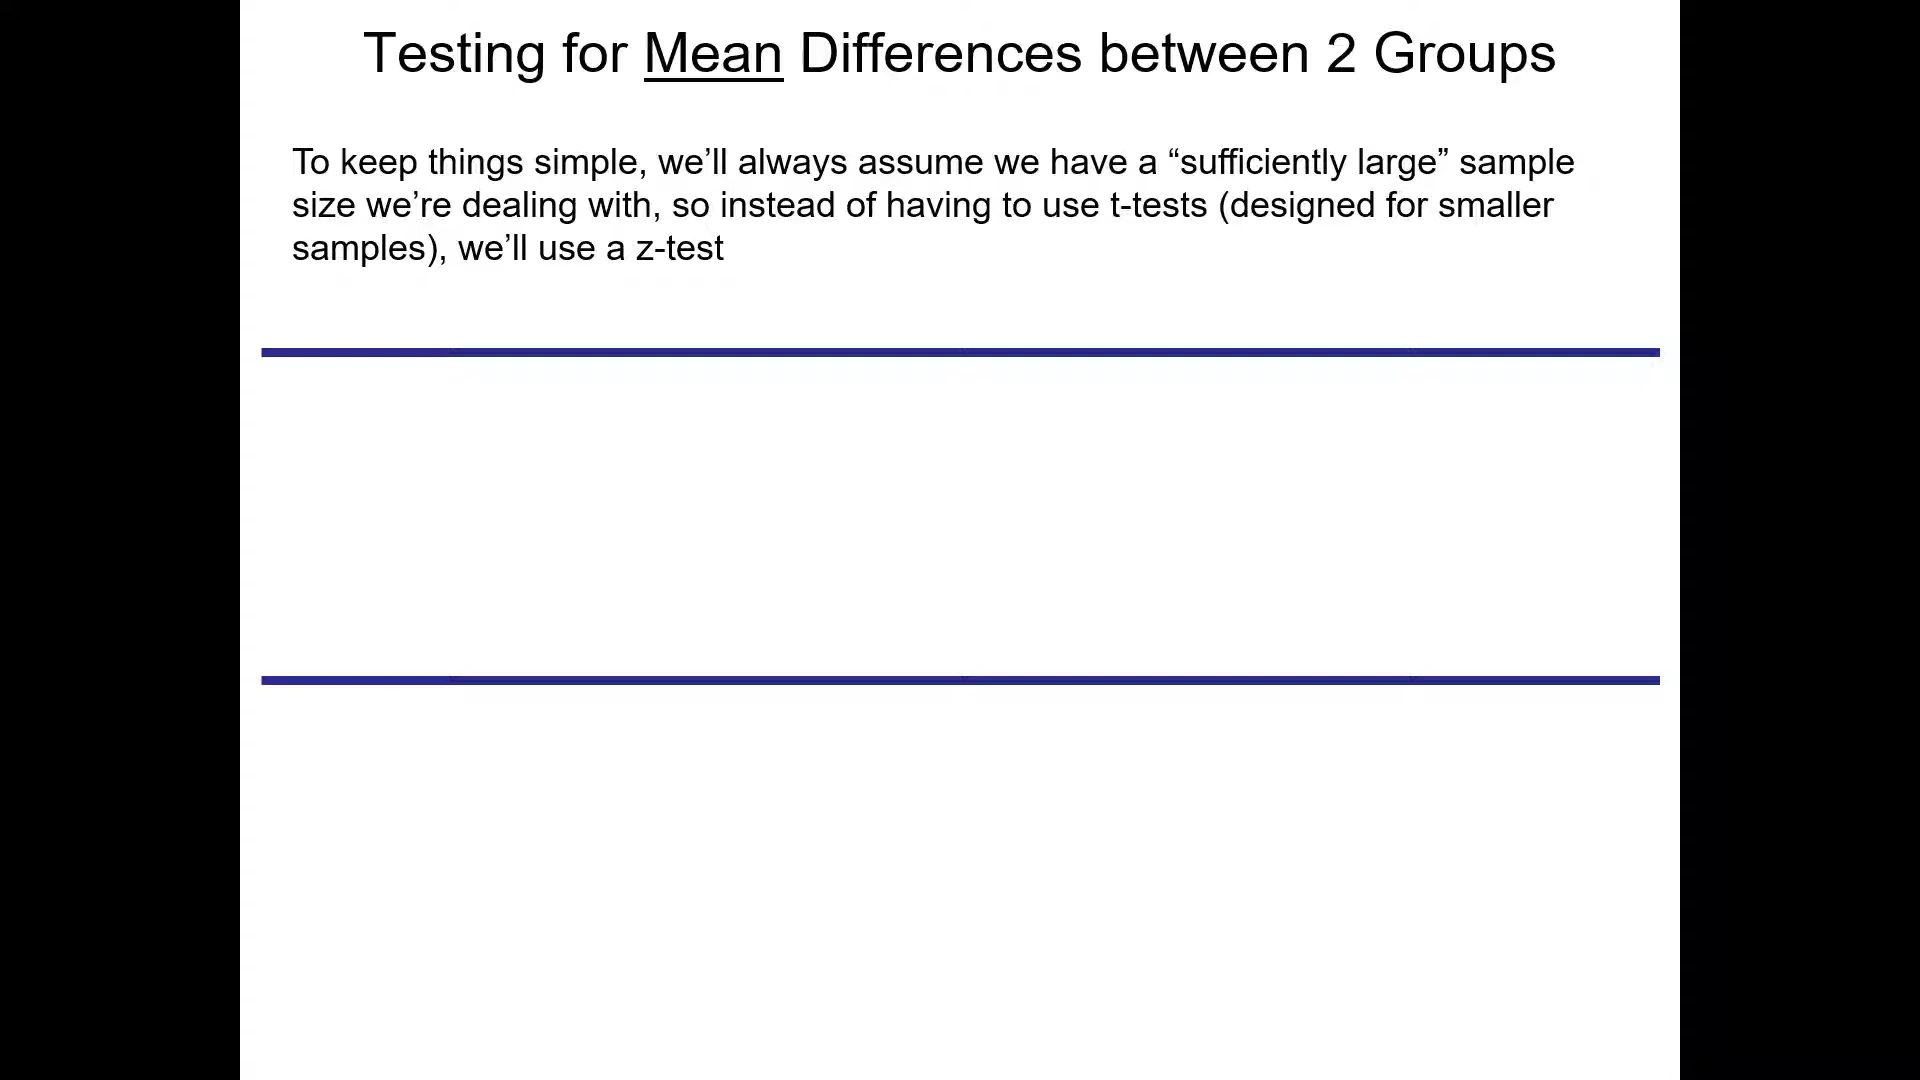 Testing for Mean Differences between 2 Groups
To keep things simple, we’ll always assume we have a “sufficiently large” sample
size we’re dealing with, so instead of having to use t-tests (designed for smaller
samples), we’ll use a z-test